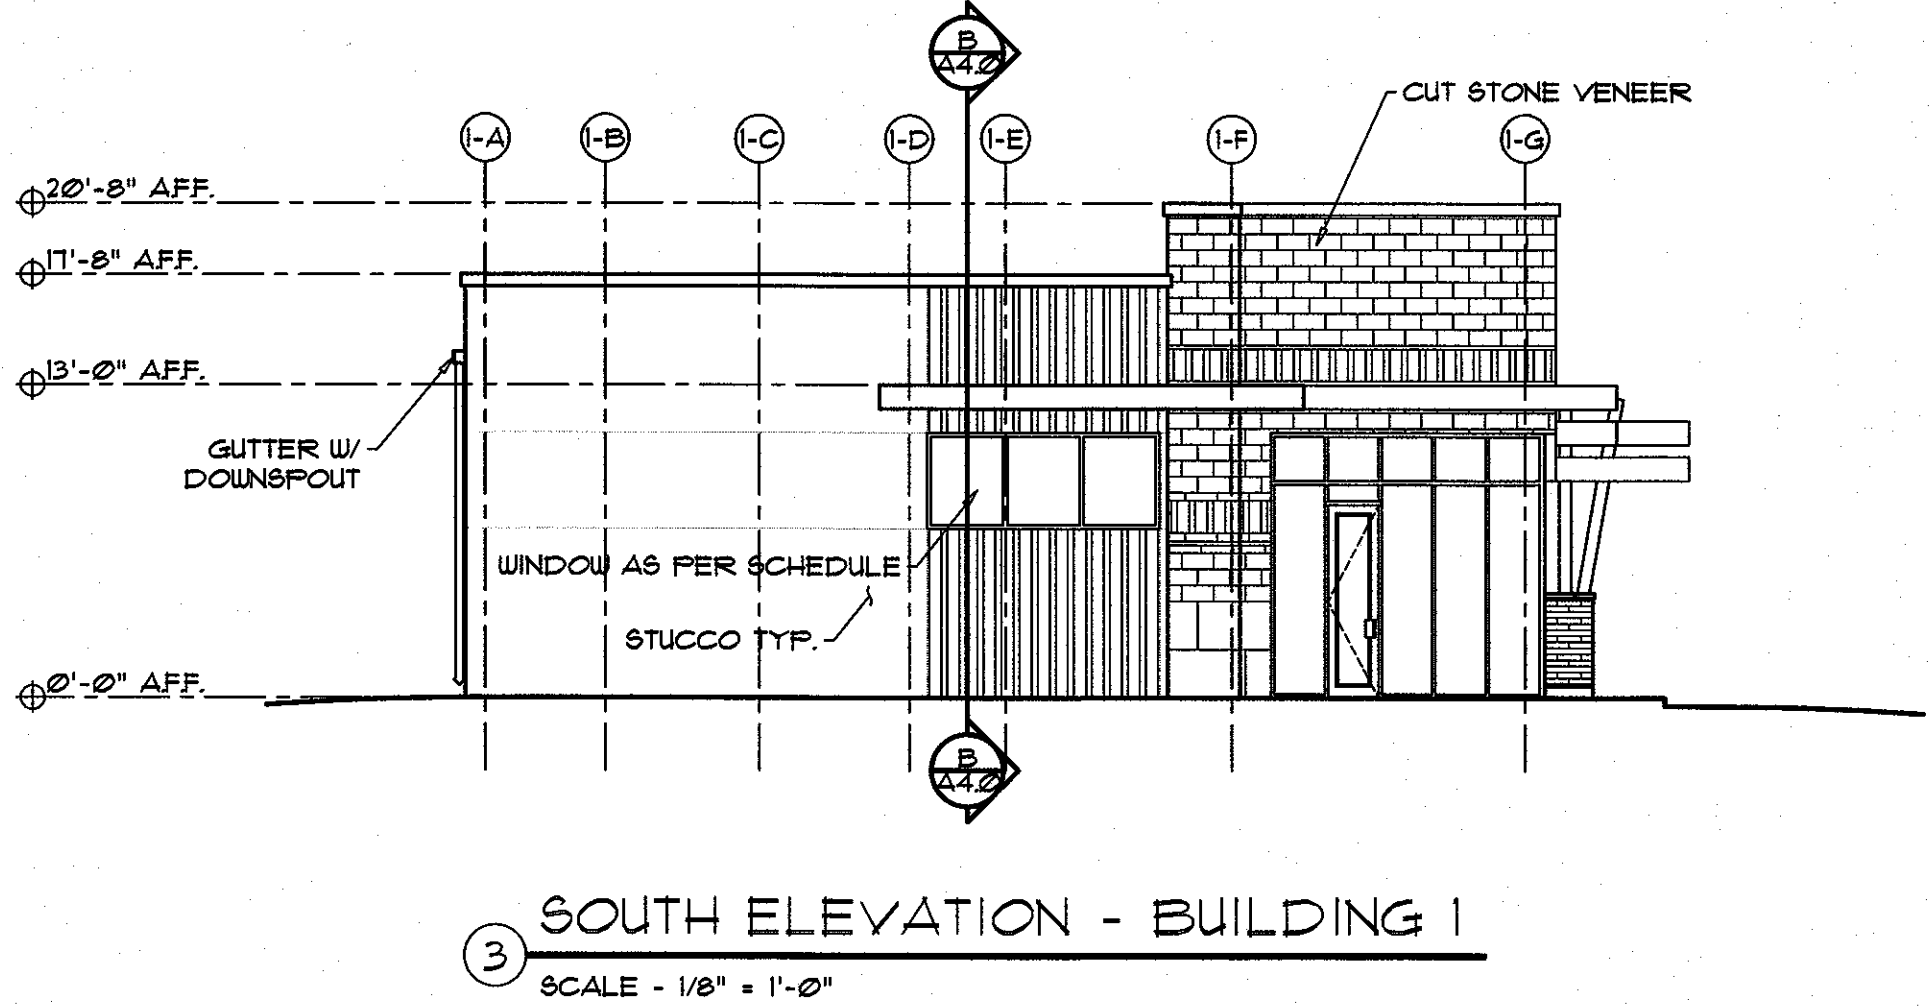 B
A4.0
CUT STONE VENEER
1-A 1-B 1-C 1-D 1-E 1-F 1-G
20'-8" A.F.F.
17'-8" A.F.F.
13'-0" A.F.F.
GUTTER W/
DOWNSPOUT
WINDOW AS PER SCHEDULE
STUCCO TYP.
0'-0" A.F.F.
B
A4.0
3
SOUTH ELEVATION - BUILDING 1
SCALE - 1/8" = 1'-0"